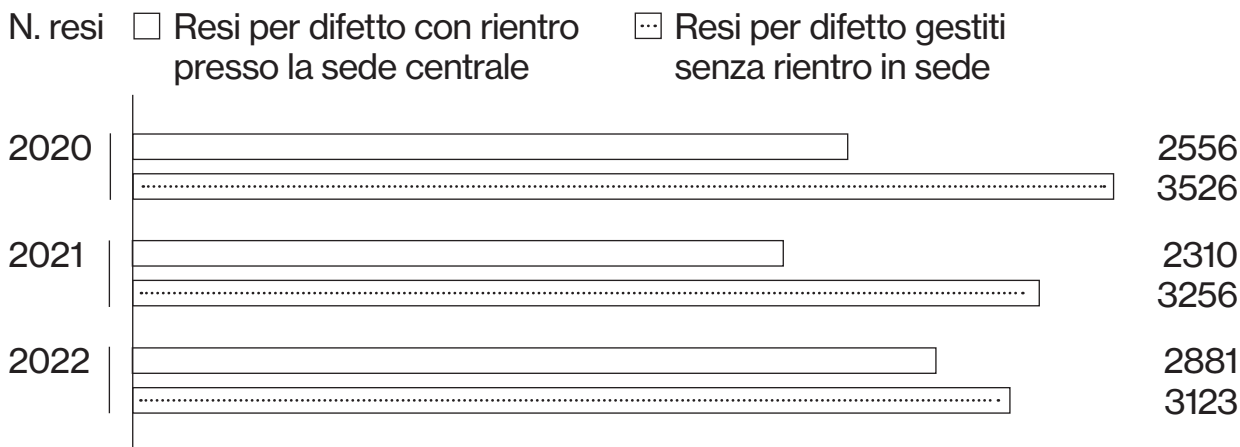 N. resi
Resi per difetto con rientro
presso la sede centrale
Resi per difetto gestiti
senza rientro in sede
2020
2556
3526
2021
2310
3256
2022
2881
3123